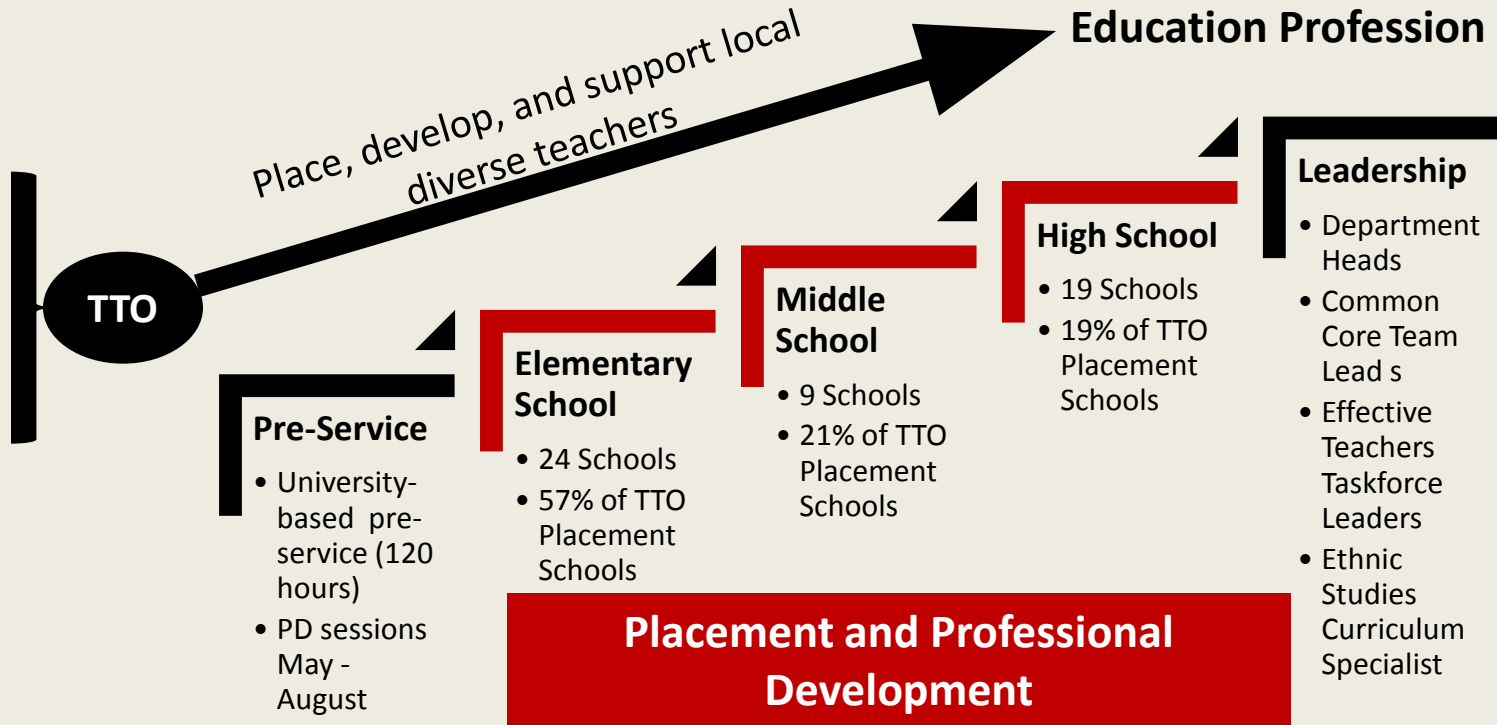 Education Profession
Place, develop, and support local
diverse teachers
TTO
Pre-Service
• University-
based pre-
service (120
hours)
• PD sessions
May -
August
Elementary
School
• 24 Schools
• 57% of TTO
Placement
Schools
Middle
School
• 9 Schools
• 21% of TTO
Placement
Schools
High School
• 19 Schools
• 19% of TTO
Placement
Schools
Leadership
• Department
Heads
• Common
Core Team
Lead s
• Effective
Teachers
Taskforce
Leaders
• Ethnic
Studies
Curriculum
Specialist
Placement and Professional
Development